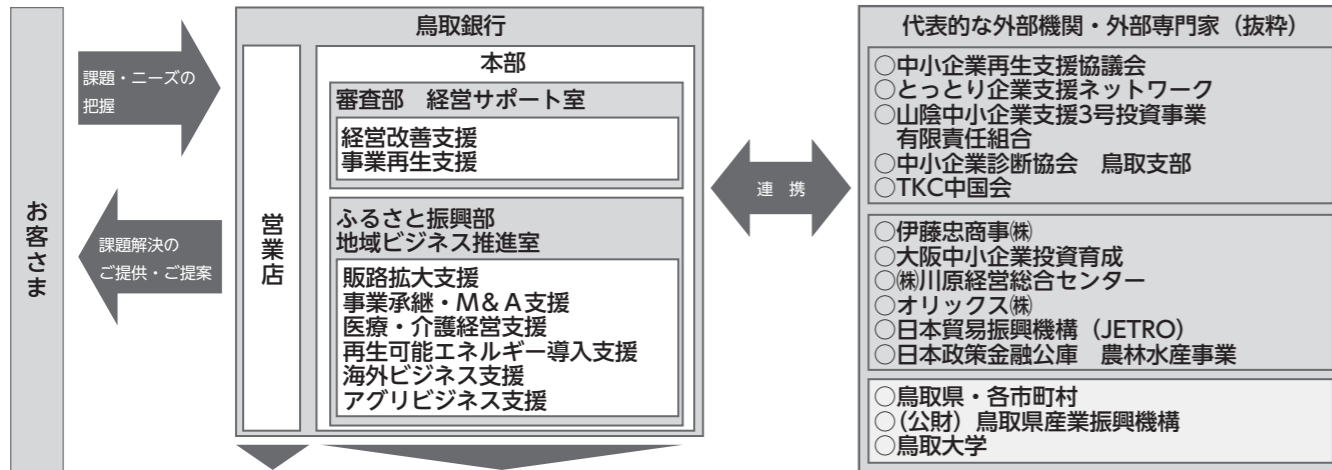 お客さま
課題・ニーズの
把握
課題解決の
ご提供・ご提案
鳥取銀行
営業店
本部
審査部　経営サポート室
経営改善支援
事業再生支援
ふるさと振興部
地域ビジネス推進室
販路拡大支援
事業承継・M＆A支援
医療・介護経営支援
再生可能エネルギー導入支援
海外ビジネス支援
アグリビジネス支援
連　携
代表的な外部機関・外部専門家（抜粋）
○中小企業再生支援協議会
○とっとり企業支援ネットワーク
○山陰中小企業支援3号投資事業
有限責任組合
○中小企業診断協会　鳥取支部
○TKC中国会
○伊藤忠商事㈱
○大阪中小企業投資育成
○㈱川原経営総合センター
○オリックス㈱
○日本貿易振興機構（JETRO）
○日本政策金融公庫　農林水産事業
○鳥取県・各市町村
○(公財）鳥取県産業振興機構
○鳥取大学